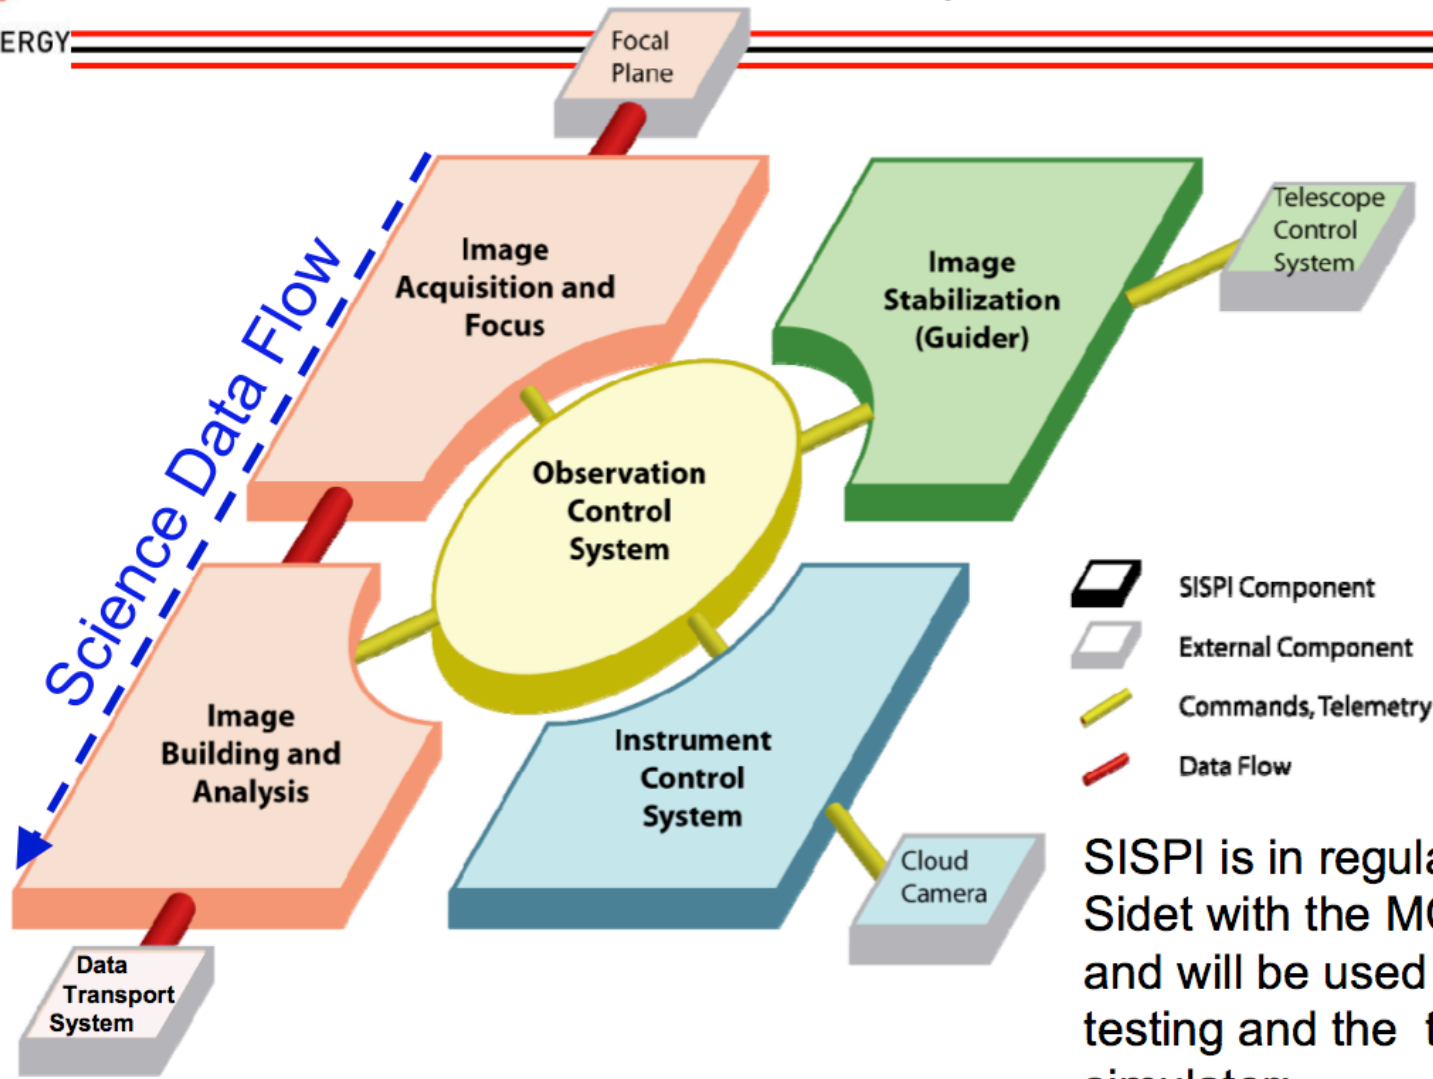 ERGY
Focal
Plane
Image
Acquisition and
Focus
Image
Stabilization
(Guider)
Telescope
Control
System
Science Data Flow
Observation
Control
System
Image
Building and
Analysis
Instrument
Control
System
Cloud
Camera
Data
Transport
System
SISPI Component
External Component
Commands, Telemetry
Data Flow
SISPI is in regula
Sidet with the
and will be used
testing and the t